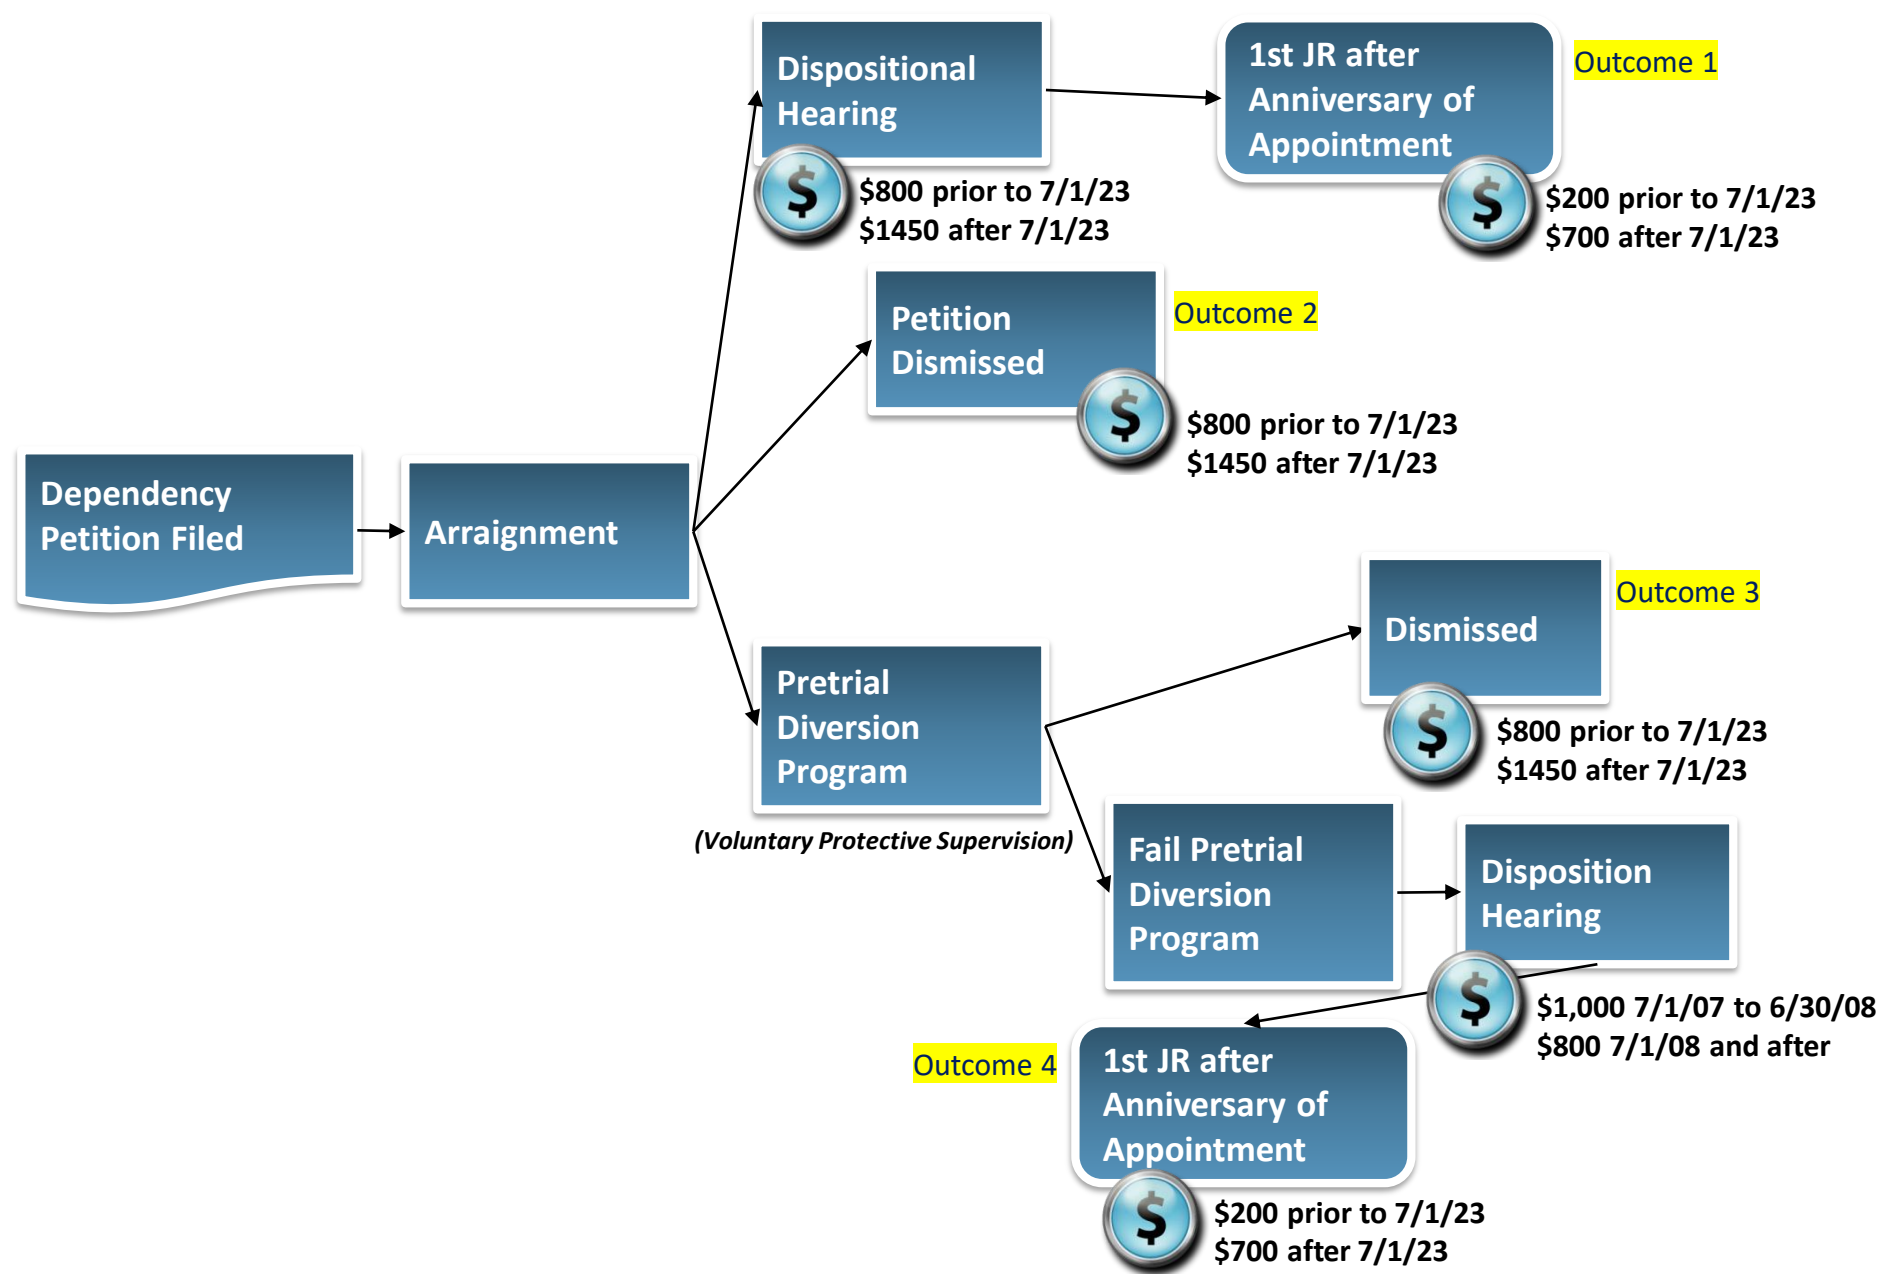 Dispositional
Hearing
$
$800 prior to 7/1/23
$1450 after 7/1/23
1st JR after
Anniversary of
Appointment
Outcome 1
$
$200 prior to 7/1/23
$700 after 7/1/23
Petition
Dismissed
Outcome 2
$
$800 prior to 7/1/23
$1450 after 7/1/23
Dependency
Petition Filed
Arraignment
Pretrial
Diversion
Program
(Voluntary Protective Supervision)
Dismissed
Outcome 3
$
$800 prior to 7/1/23
$1450 after 7/1/23
Fail Pretrial
Diversion
Program
Disposition
Hearing
$
$1,000 7/1/07 to 6/30/08
$800 7/1/08 and after
Outcome 4
1st JR after
Anniversary of
Appointment
$
$200 prior to 7/1/23
$700 after 7/1/23